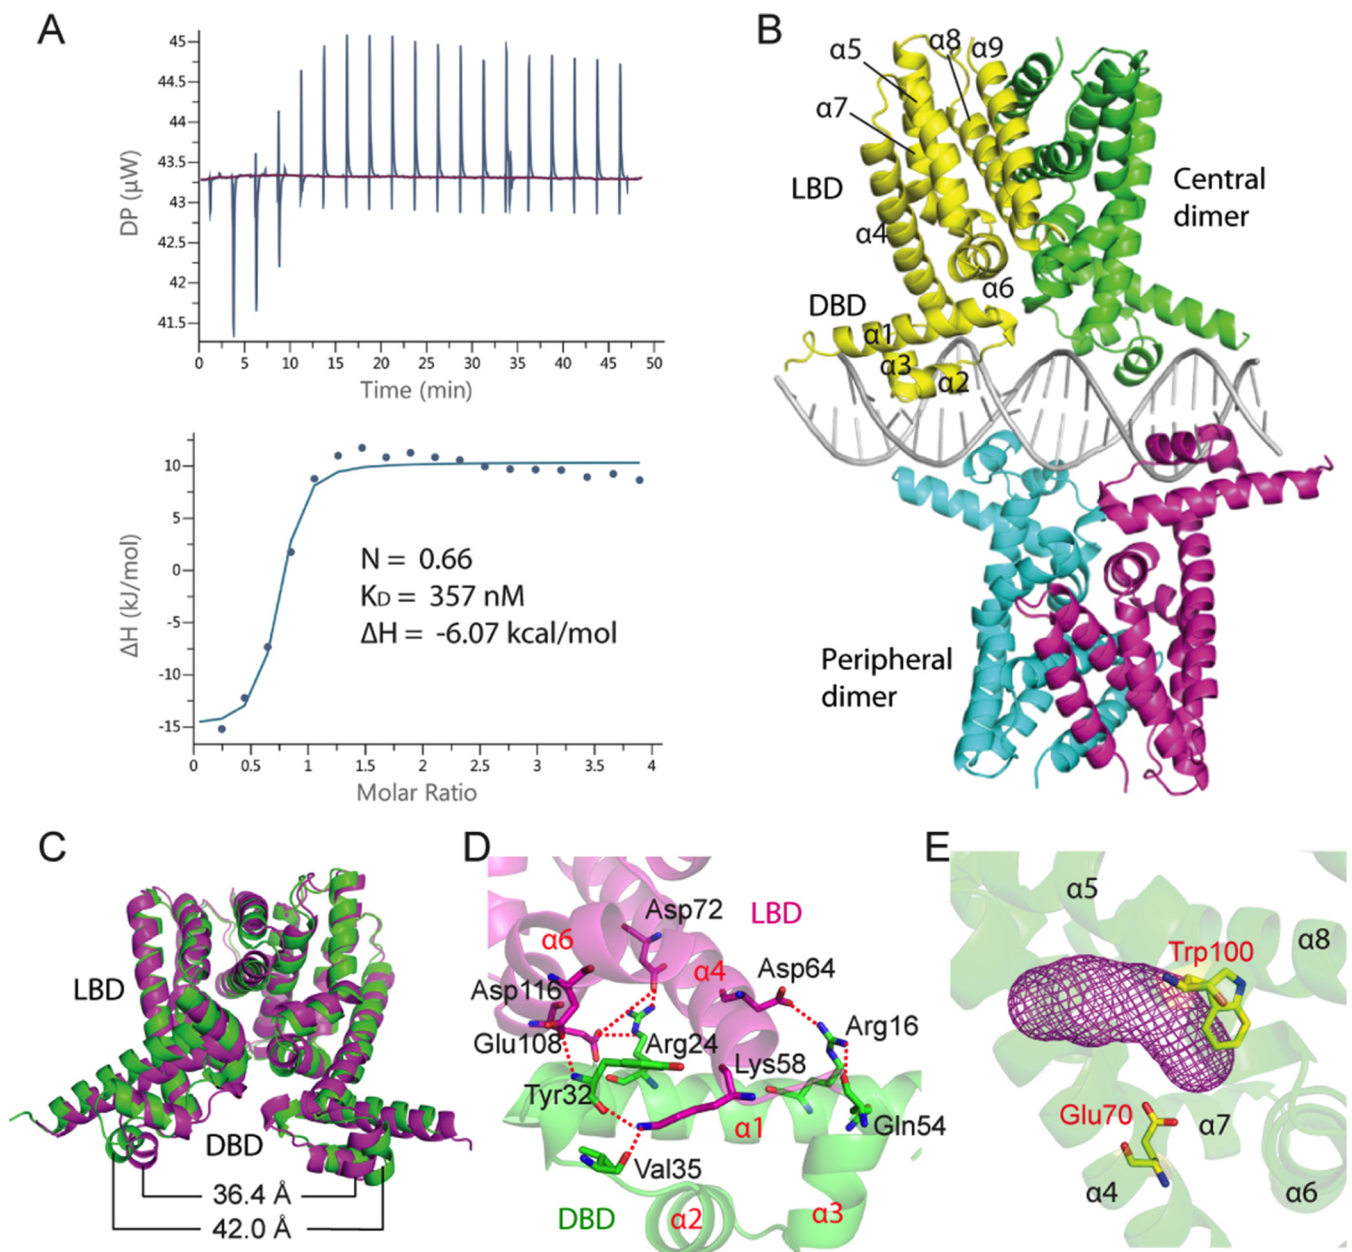 A
45
44.5
44
43.5
43
42.5
42
41.5
DP (µW)
0 5 10 15 20 25 30 35 40 45 50
Time (min)
10
5
0
-5
-10
-15
ΔH (kJ/mol)
N = 0.66
KD = 357 nM
ΔH = -6.07 kcal/mol
0 0.5 1 1.5 2 2.5 3 3.5 4
Molar Ratio
B
α5
α8
α9
α7
LBD
α4
α6
DBD
α1
α3
α2
Central
dimer
Peripheral
dimer
C
LBD
DBD
36.4 Å
42.0 Å
D
Asp72
LBD
α6
α4
Asp64
Asp116
Glu108
Arg24
Arg16
Lys58
Tyr32
α1
Gln54
Val35
DBD
α2
α3
E
α5
Trp100
α8
Glu70
α7
α4
α6